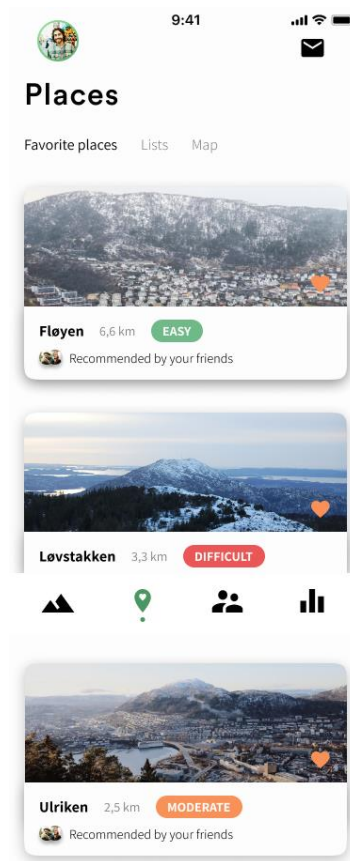 9:41
Places
Favorite places Lists Map
Fløyen 6,6 km EASY
Recommended by your friends
Løvstakken 3,3 km DIFFICULT
Ulriken 2,5 km MODERATE
Recommended by your friends